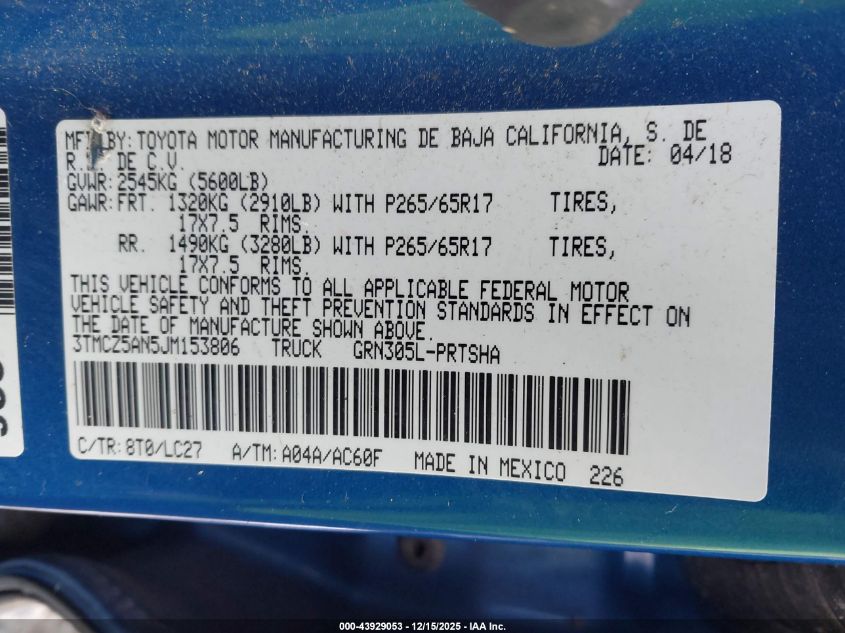 MFD BY: TOYOTA MOTOR MANUFACTURING DE BAJA CALIFORNIA, S. DE
R.L. DE C.V. DATE: 04/18
GVWR: 2545KG (5600LB)
GAWR: FRT. 1320KG (2910LB) WITH P265/65R17 TIRES,
17X7.5 RIMS.
RR. 1490KG (3280LB) WITH P265/65R17 TIRES,
17X7.5 RIMS.
THIS VEHICLE CONFORMS TO ALL APPLICABLE FEDERAL MOTOR
VEHICLE SAFETY AND THEFT PREVENTION STANDARDS IN EFFECT ON
THE DATE OF MANUFACTURE SHOWN ABOVE.
3TMCZ5AN5JM153806 TRUCK GRN305L-PRTSHA
C/TR: 8T0/LC27 A/TM: A04A/AC60F MADE IN MEXICO 226
000-43929053 - 12/15/2025 - IAA Inc.